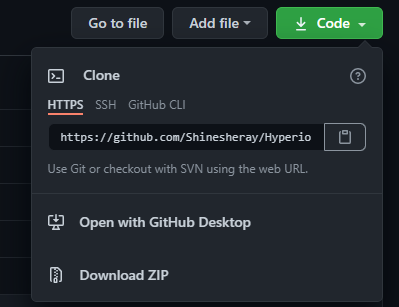 Go to file Add file Code
Clone
HTTPS SSH GitHub CLI
https://github.com/Shinesheray/Hyperio
Use Git or checkout with SVN using the web URL.
Open with GitHub Desktop
Download ZIP